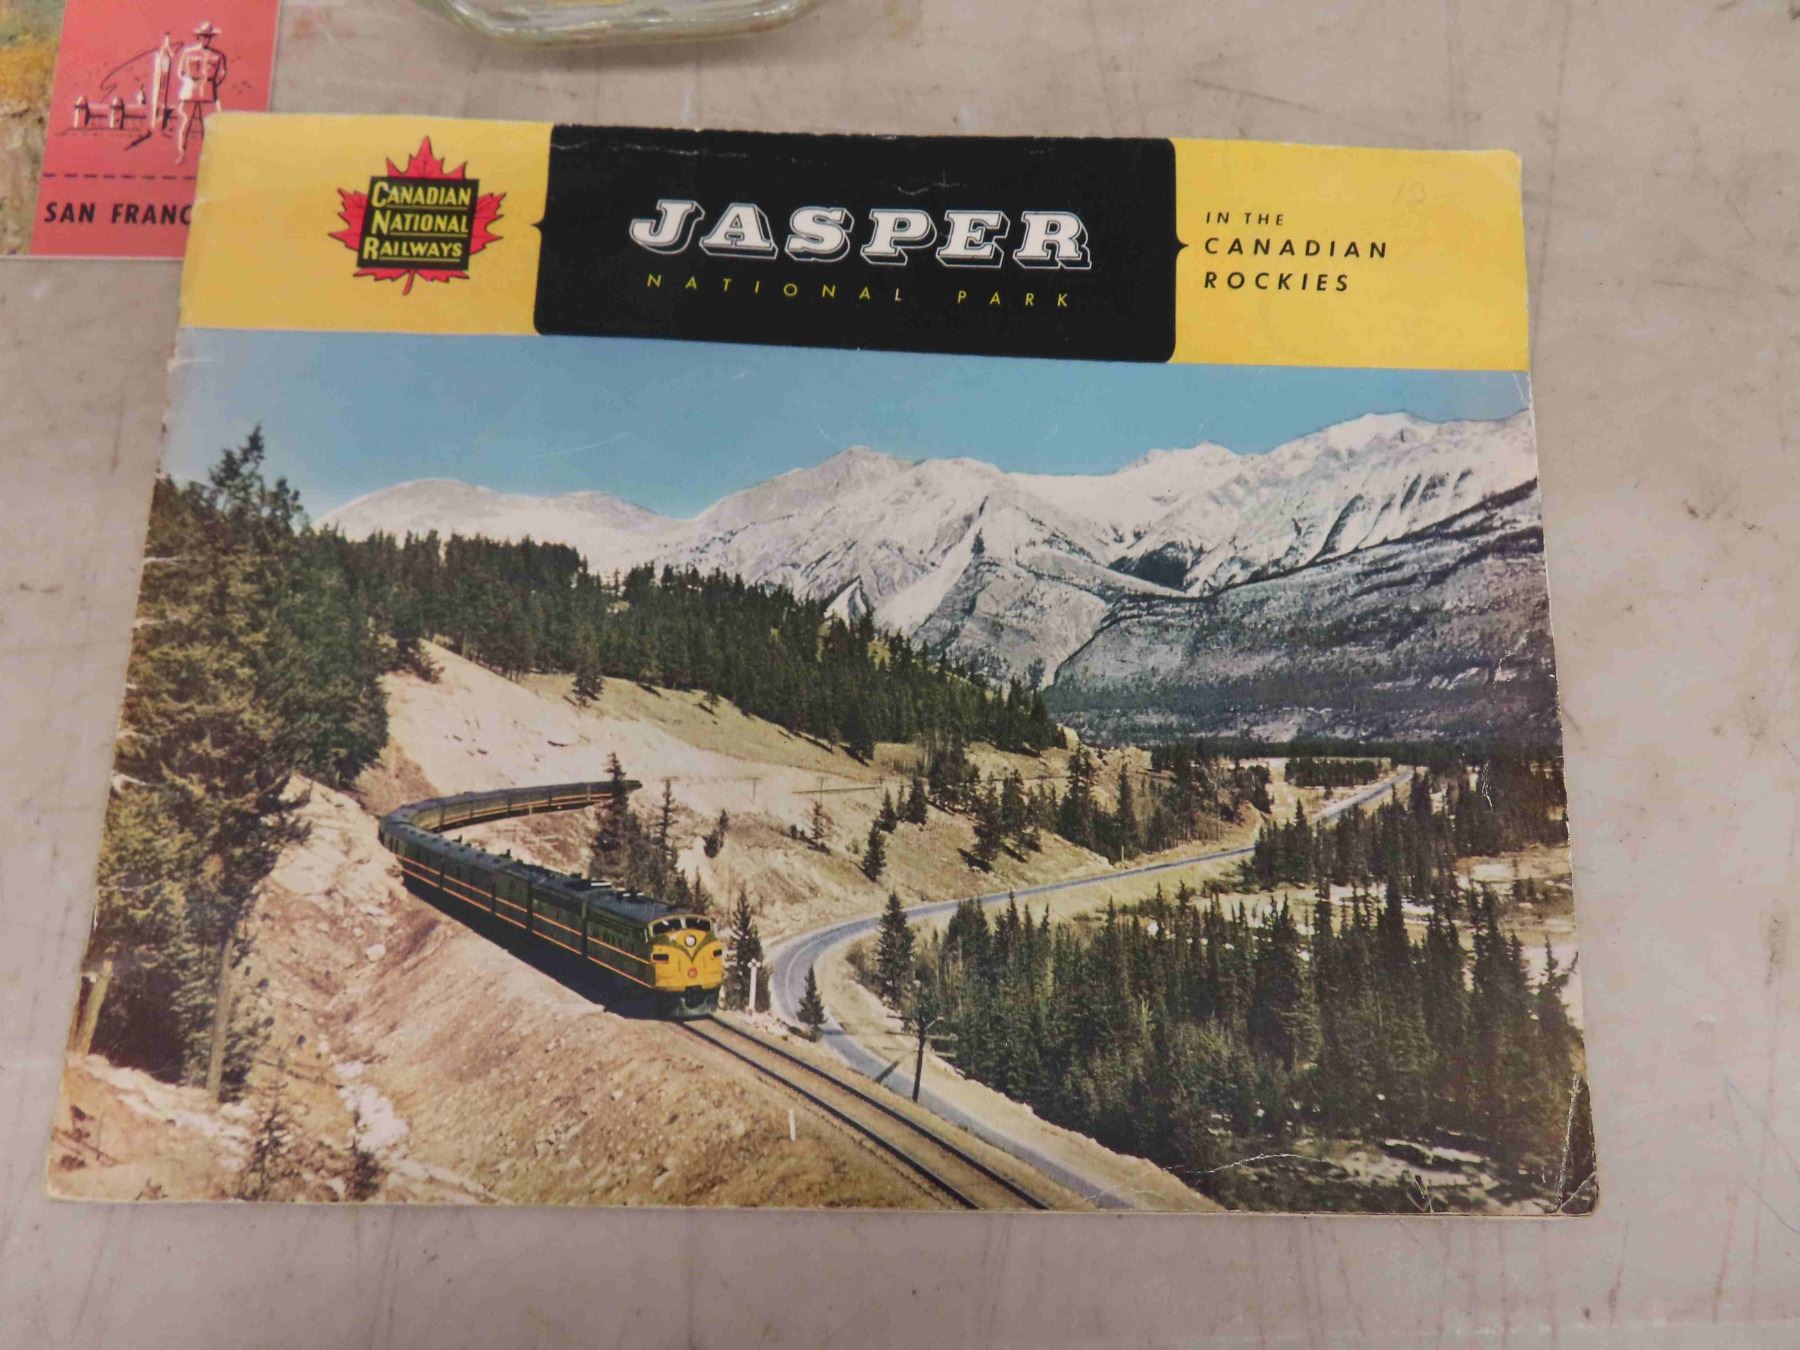 SAN FRANC
CANADIAN
NATIONAL
RAILWAYS
JASPER
NATIONAL PARK
IN THE
CANADIAN
ROCKIES